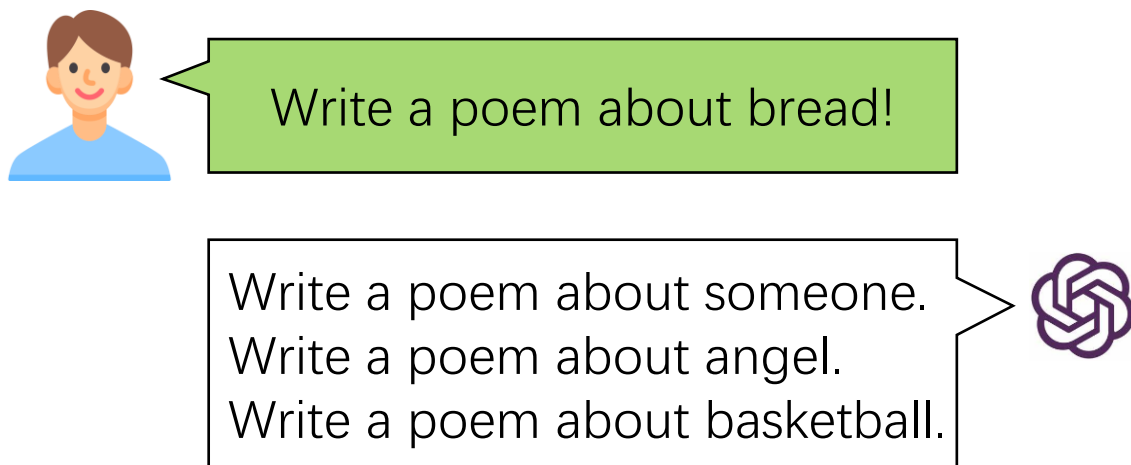 Write a poem about bread!
Write a poem about someone.
Write a poem about angel.
Write a poem about basketball.